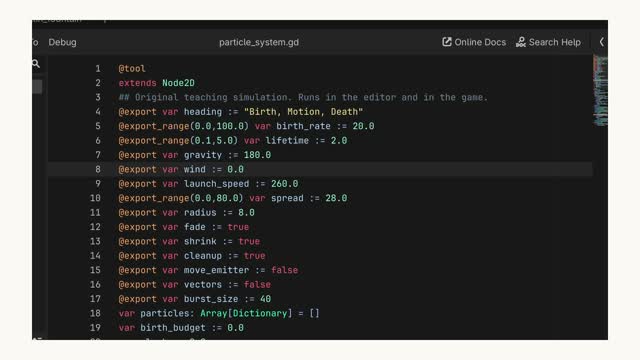 Debug
particle_system.gd
Online Docs
Search Help
1 @tool
2 extends Node2D
3 ## Original teaching simulation. Runs in the editor and in the game.
4 @export var heading := "Birth, Motion, Death"
5 @export_range(0.0,100.0) var birth_rate := 20.0
6 @export_range(0.1,5.0) var lifetime := 2.0
7 @export var gravity := 180.0
8 @export var wind := 0.0
9 @export var launch_speed := 260.0
10 @export_range(0.0,80.0) var spread := 28.0
11 @export var radius := 8.0
12 @export var fade := true
13 @export var shrink := true
14 @export var cleanup := true
15 @export var move_emitter := false
16 @export var vectors := false
17 @export var burst_size := 40
18 var particles: Array[Dictionary] = []
19 var birth_budget := 0.0